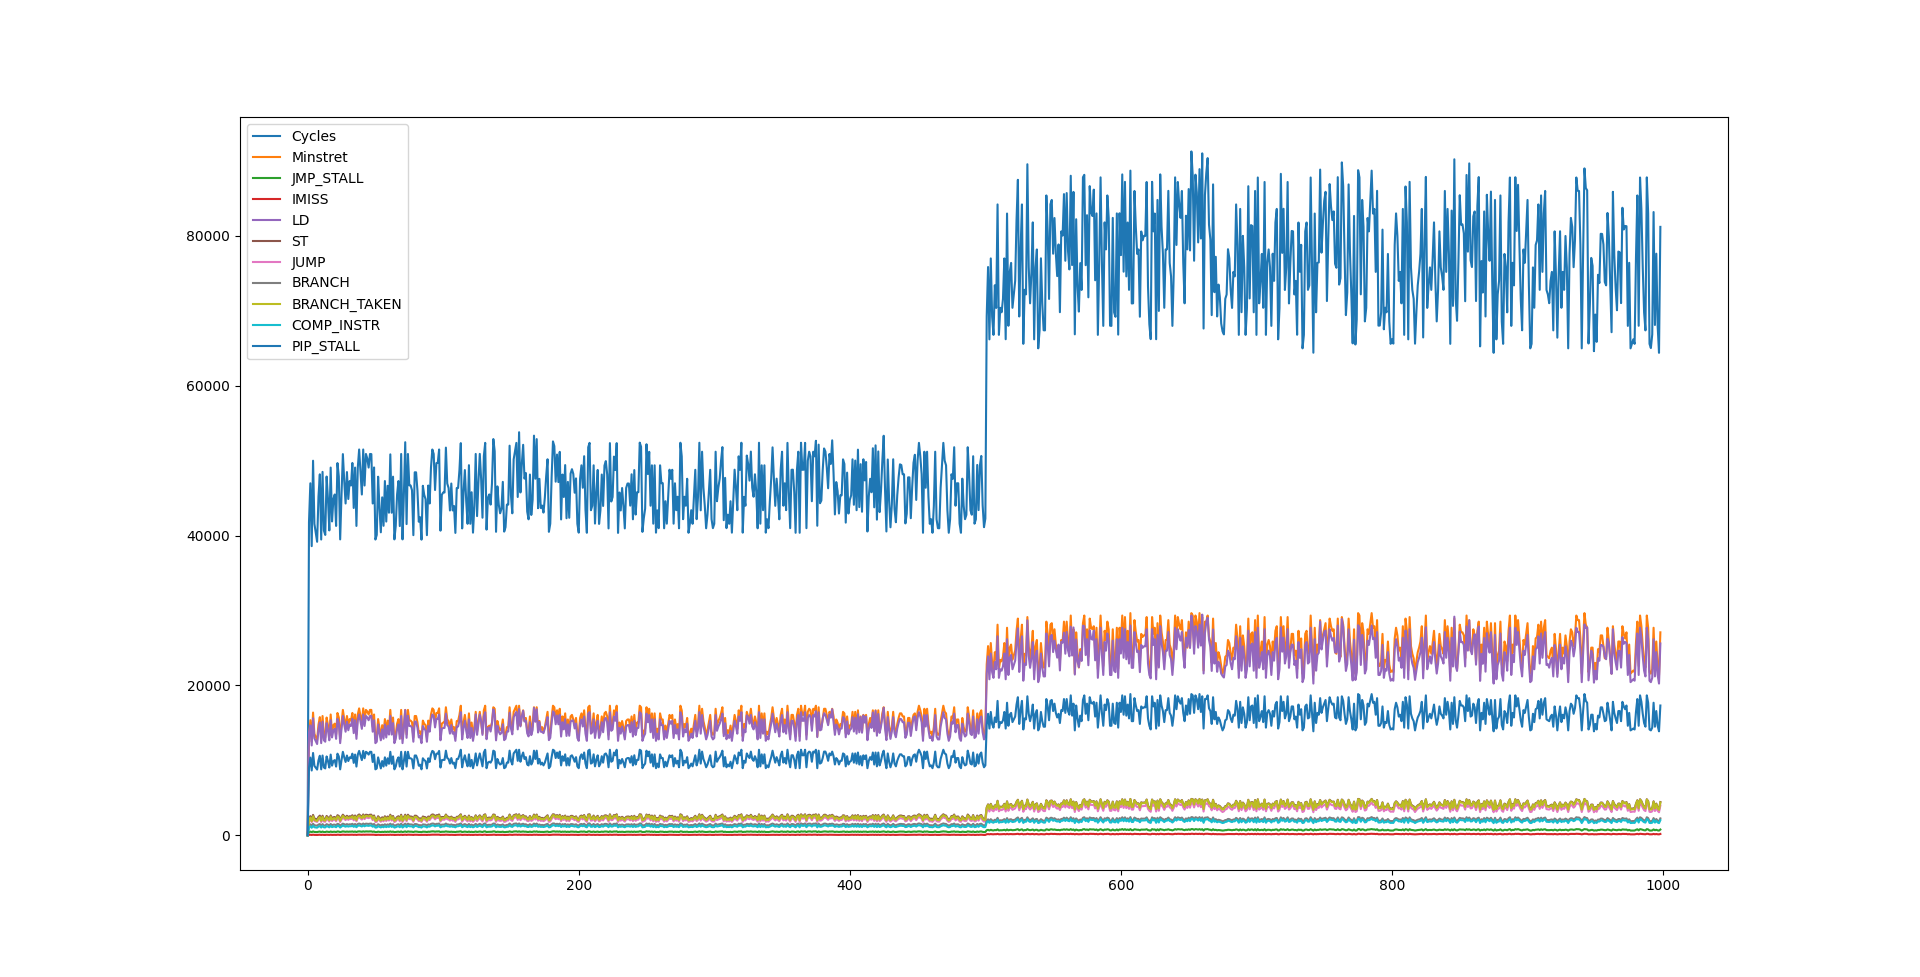 Cycles
Minstret
JMP_STALL
IMISS
LD
ST
JUMP
BRANCH
BRANCH_TAKEN
COMP_INSTR
PIP_STALL
80000
60000
40000
20000
0
0 200 400 600 800 1000